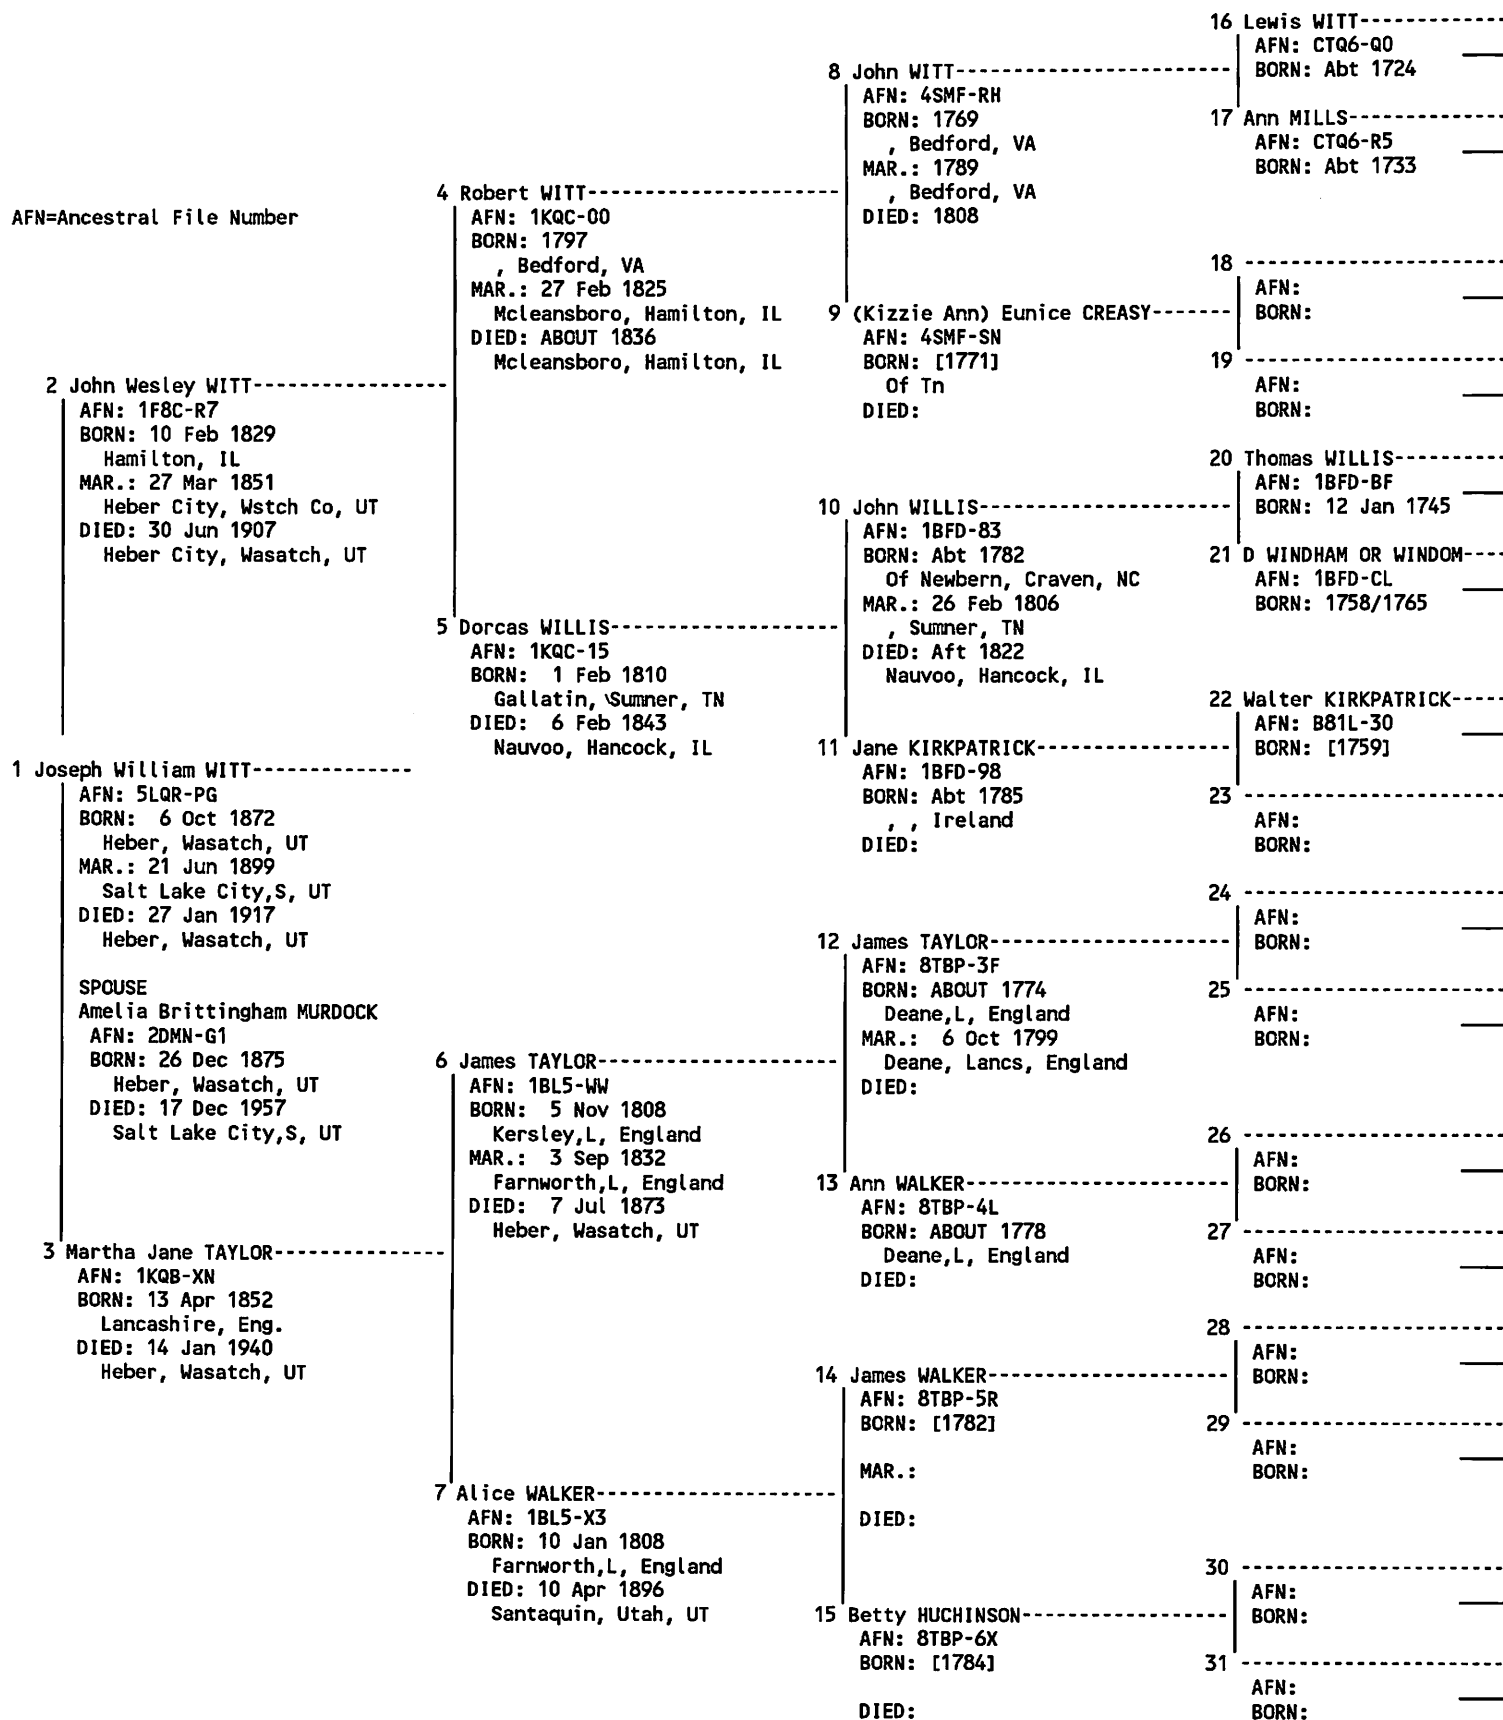 AFN=Ancestral File Number
1 Joseph William WITT
AFN: 5LQR-PG
BORN: 6 Oct 1872
Heber, Wasatch, UT
MAR.: 21 Jun 1899
Salt Lake City,S, UT
DIED: 27 Jan 1917
Heber, Wasatch, UT
SPOUSE
Amelia Brittingham MURDOCK
AFN: 2DMN-G1
BORN: 26 Dec 1875
Heber, Wasatch, UT
DIED: 17 Dec 1957
Salt Lake City,S, UT
2 John Wesley WITT
AFN: 1F8C-R7
BORN: 10 Feb 1829
Hamilton, IL
MAR.: 27 Mar 1851
Heber City, Wstch Co, UT
DIED: 30 Jun 1907
Heber City, Wasatch, UT
3 Martha Jane TAYLOR
AFN: 1KQB-XN
BORN: 13 Apr 1852
Lancashire, Eng.
DIED: 14 Jan 1940
Heber, Wasatch, UT
4 Robert WITT
AFN: 1KQC-00
BORN: 1797
, Bedford, VA
MAR.: 27 Feb 1825
Mcleansboro, Hamilton, IL
DIED: ABOUT 1836
Mcleansboro, Hamilton, IL
5 Dorcas WILLIS
AFN: 1KQC-15
BORN: 1 Feb 1810
Gallatin, \Sumner, TN
DIED: 6 Feb 1843
Nauvoo, Hancock, IL
6 James TAYLOR
AFN: 1BL5-WW
BORN: 5 Nov 1808
Kersley,L, England
MAR.: 3 Sep 1832
Farnworth,L, England
DIED: 7 Jul 1873
Heber, Wasatch, UT
7 Alice WALKER
AFN: 1BL5-X3
BORN: 10 Jan 1808
Farnworth,L, England
DIED: 10 Apr 1896
Santaquin, Utah, UT
8 John WITT
AFN: 4SMF-RH
BORN: 1769
, Bedford, VA
MAR.: 1789
, Bedford, VA
DIED: 1808
9 (Kizzie Ann) Eunice CREASY
AFN: 4SMF-SN
BORN: [1771]
Of Tn
DIED:
10 John WILLIS
AFN: 1BFD-83
BORN: Abt 1782
Of Newbern, Craven, NC
MAR.: 26 Feb 1806
, Sumner, TN
DIED: Aft 1822
Nauvoo, Hancock, IL
11 Jane KIRKPATRICK
AFN: 1BFD-98
BORN: Abt 1785
, , Ireland
DIED:
12 James TAYLOR
AFN: 8TBP-3F
BORN: ABOUT 1774
Deane,L, England
MAR.: 6 Oct 1799
Deane, Lancs, England
DIED:
13 Ann WALKER
AFN: 8TBP-4L
BORN: ABOUT 1778
Deane,L, England
DIED:
14 James WALKER
AFN: 8TBP-5R
BORN: [1782]
MAR.:
DIED:
15 Betty HUCHINSON
AFN: 8TBP-6X
BORN: [1784]
DIED:
16 Lewis WITT
AFN: CTQ6-Q0
BORN: Abt 1724
17 Ann MILLS
AFN: CTQ6-R5
BORN: Abt 1733
18
AFN:
BORN:
19
AFN:
BORN:
20 Thomas WILLIS
AFN: 1BFD-BF
BORN: 12 Jan 1745
21 D WINDHAM OR WINDOM
AFN: 1BFD-CL
BORN: 1758/1765
22 Walter KIRKPATRICK
AFN: B81L-30
BORN: [1759]
23
AFN:
BORN:
24
AFN:
BORN:
25
AFN:
BORN:
26
AFN:
BORN:
27
AFN:
BORN:
28
AFN:
BORN:
29
AFN:
BORN:
30
AFN:
BORN:
31
AFN:
BORN: